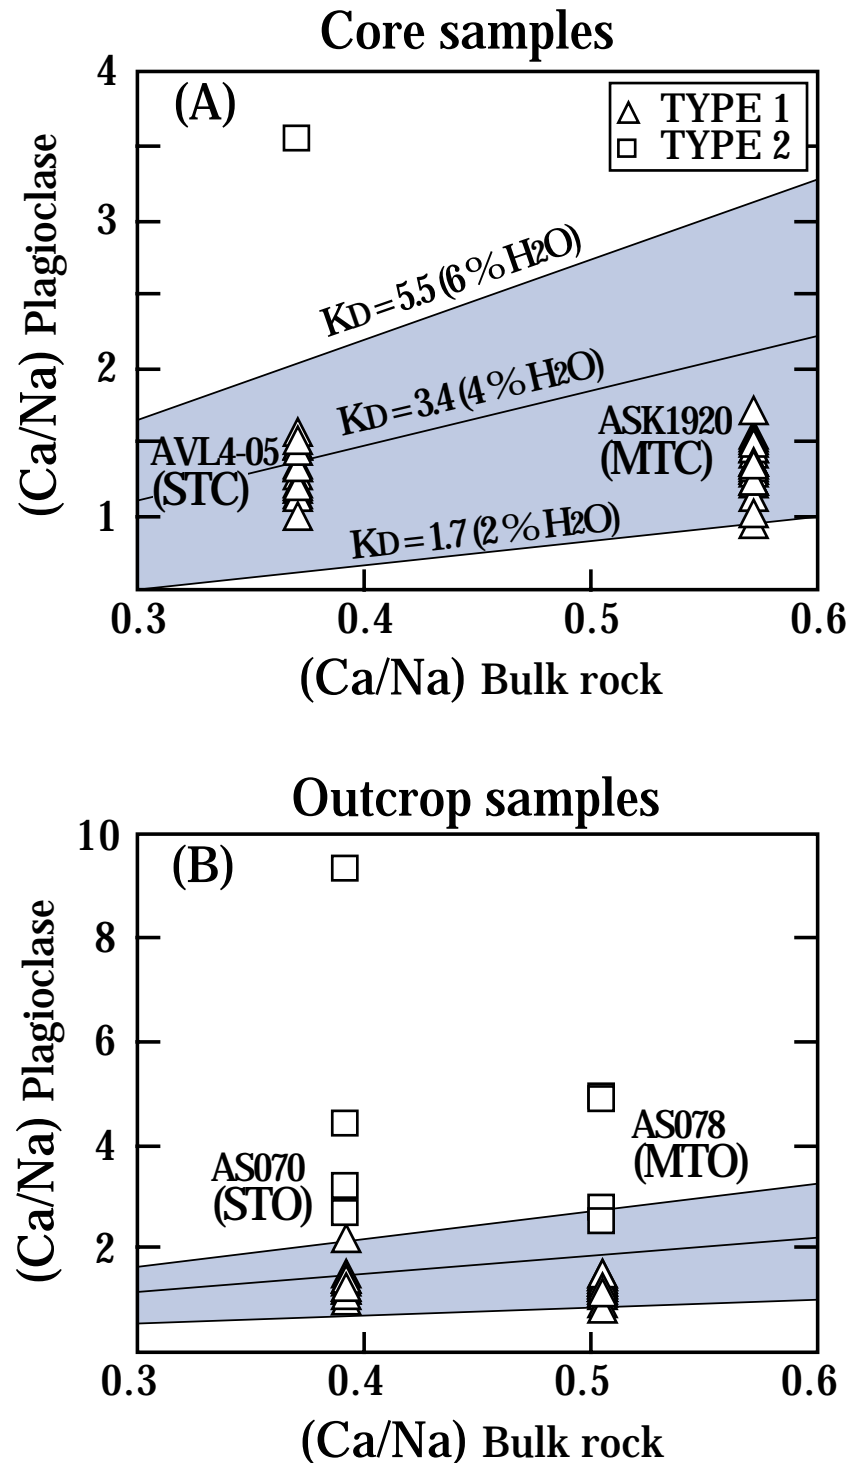 Core samples
(A)
TYPE 1
TYPE 2
4
3
2
1
(Ca/Na) Plagioclase
KD = 5.5 (6 % H2O)
KD = 3.4 (4 % H2O)
KD = 1.7 (2 % H2O)
AVL4-05
(STC)
ASK1920
(MTC)
0.3 0.4 0.5 0.6
(Ca/Na) Bulk rock
Outcrop samples
(B)
10
8
6
4
2
(Ca/Na) Plagioclase
AS070
(STO)
AS078
(MTO)
0.3 0.4 0.5 0.6
(Ca/Na) Bulk rock